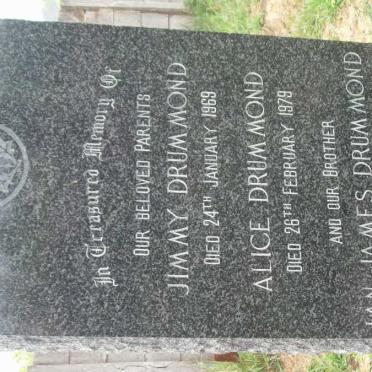 In Treasured Memory Of
OUR BELOVED PARENTS
JIMMY DRUMMOND
DIED 24TH JANUARY 1969
ALICE DRUMMOND
DIED 26TH FEBRUARY 1979
AND OUR BROTHER
IAN JAMES DRUMMOND